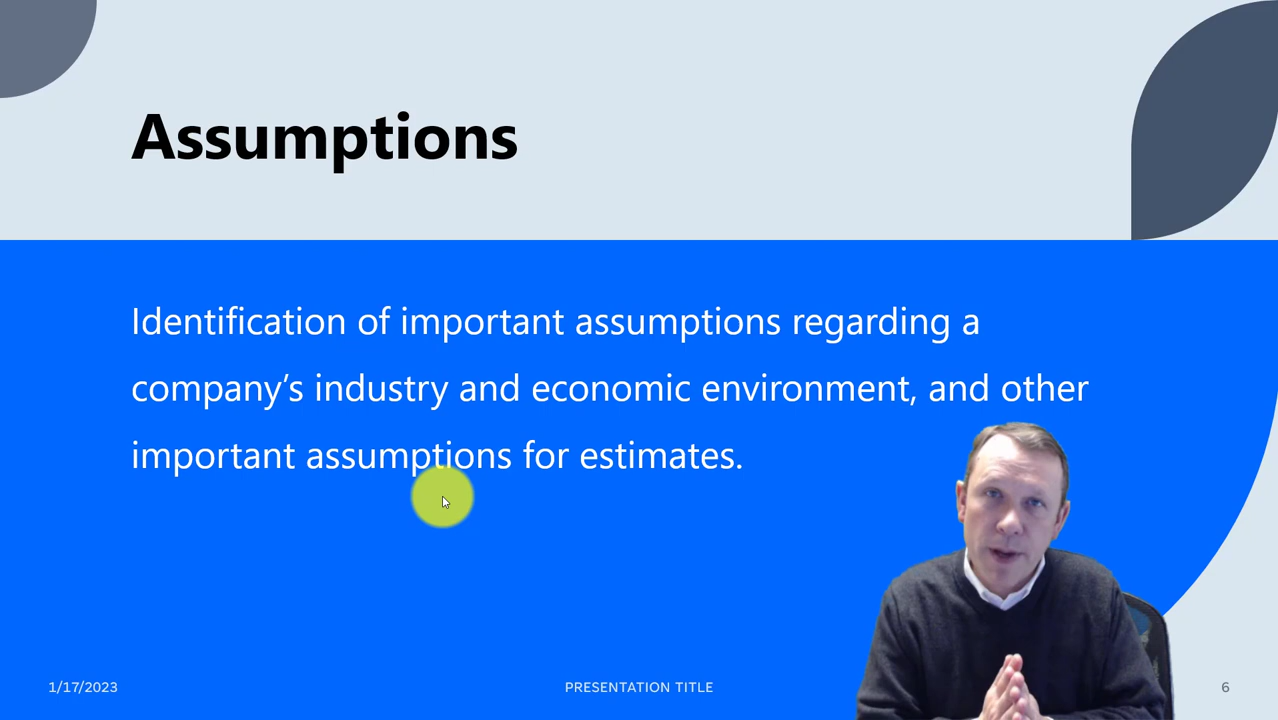 Assumptions
Identification of important assumptions regarding a
company’s industry and economic environment, and other
important assumptions for estimates.
1/17/2023
PRESENTATION TITLE
6